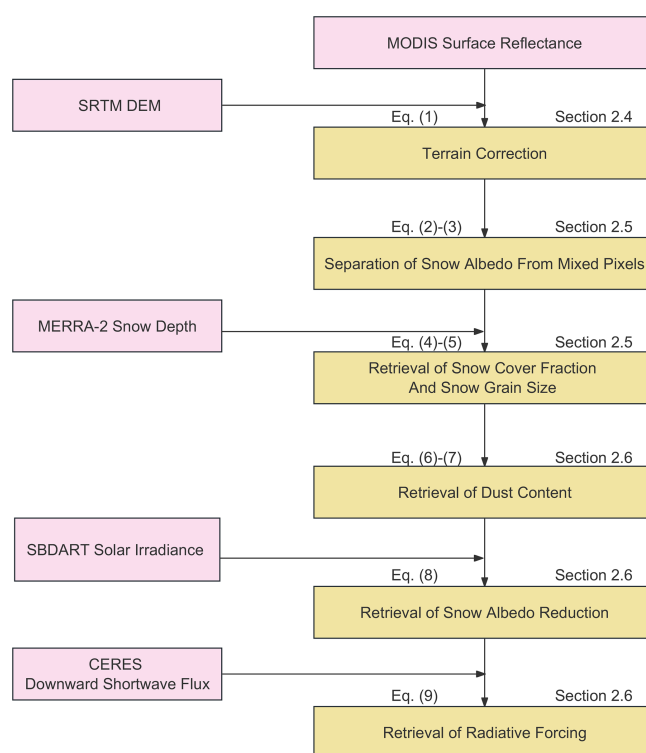 MODIS Surface Reflectance
SRTM DEM
Eq. (1) Section 2.4
Terrain Correction
Eq. (2)-(3) Section 2.5
Separation of Snow Albedo From Mixed Pixels
MERRA-2 Snow Depth
Eq. (4)-(5) Section 2.5
Retrieval of Snow Cover Fraction
And Snow Grain Size
Eq. (6)-(7) Section 2.6
Retrieval of Dust Content
SBDART Solar Irradiance
Eq. (8) Section 2.6
Retrieval of Snow Albedo Reduction
CERES
Downward Shortwave Flux
Eq. (9) Section 2.6
Retrieval of Radiative Forcing